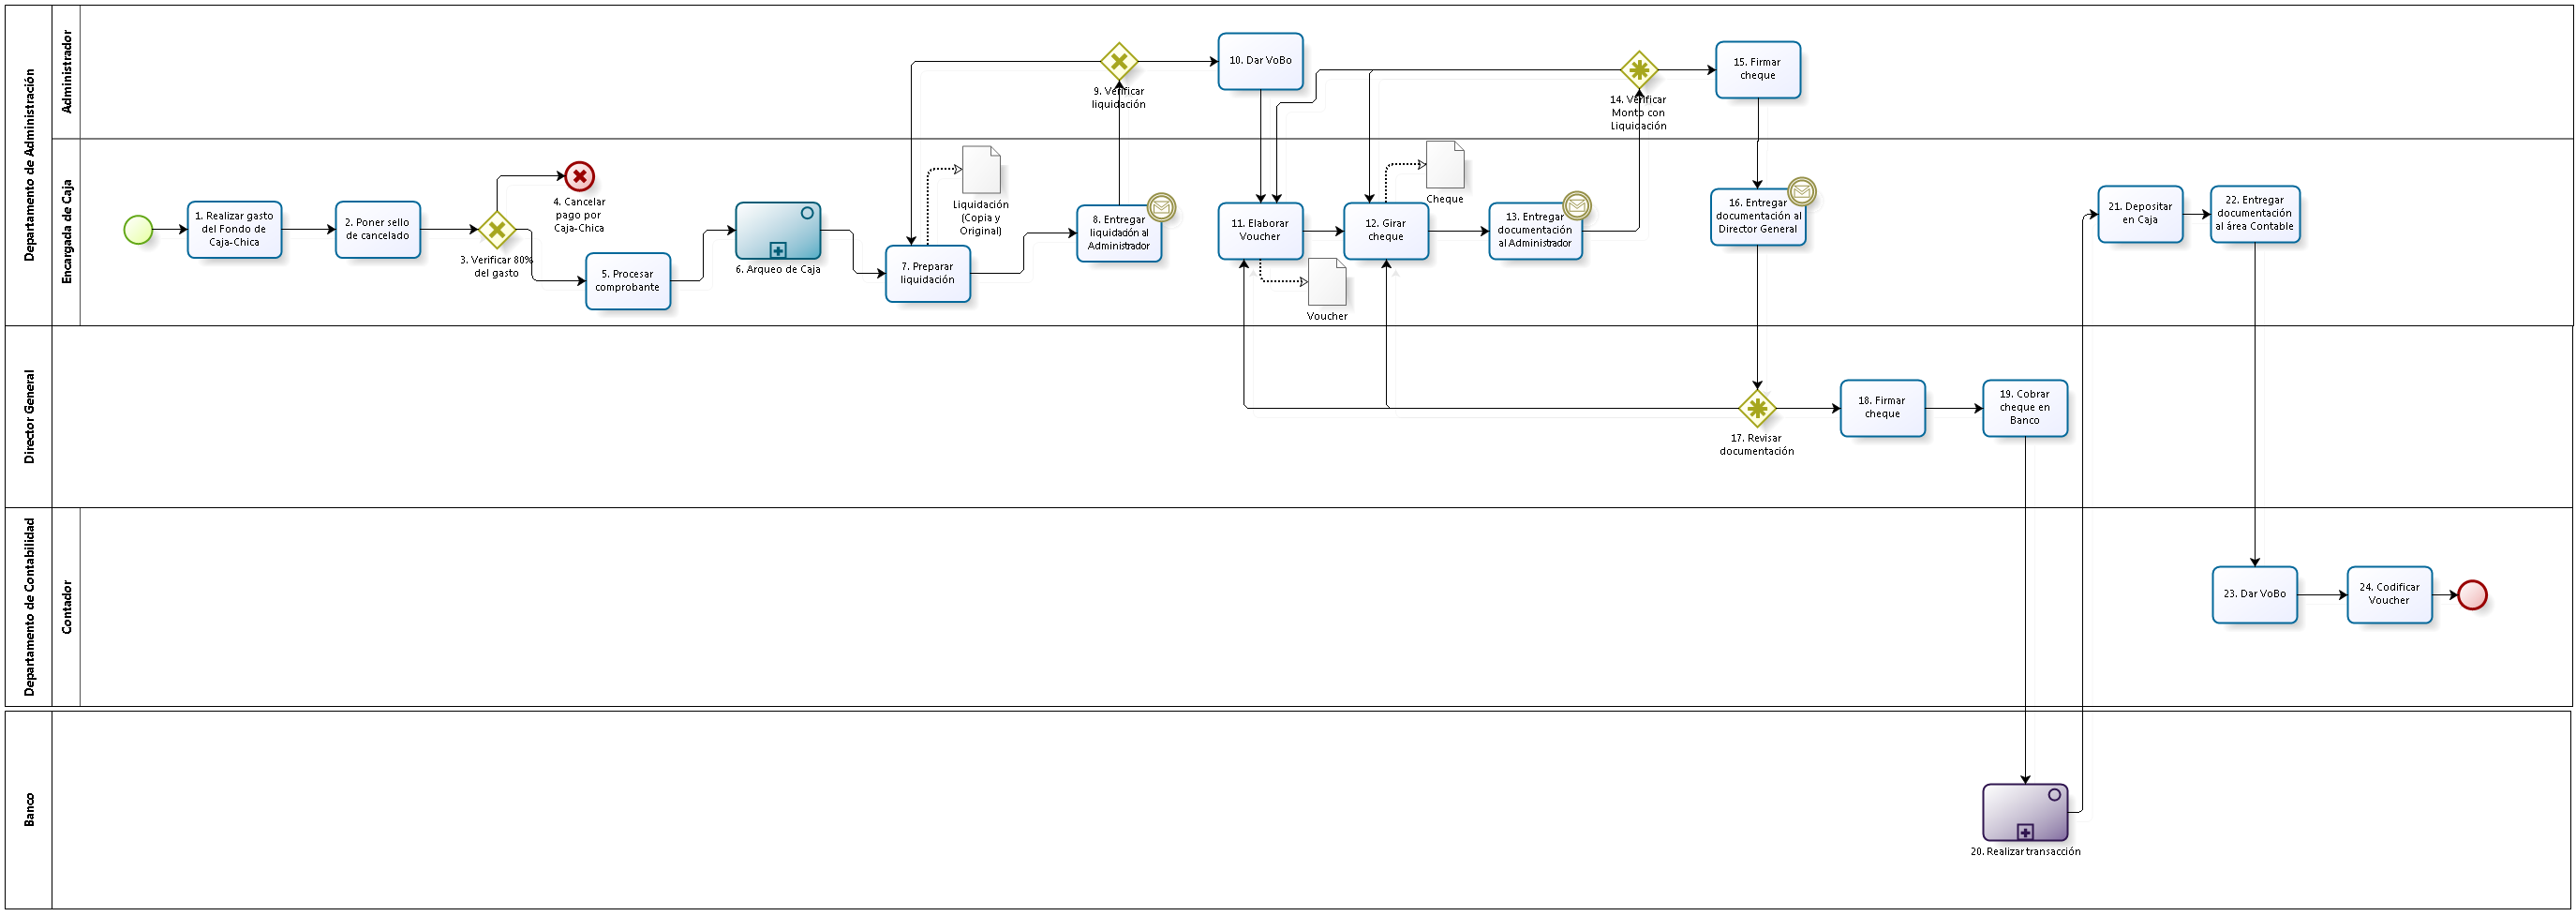 Departamento de Administración
Administrador
9. Verificar
liquidación
10. Dar VoBo
14. Verificar
Monto con
Liquidación
15. Firmar
cheque
Encargada de Caja
1. Realizar gasto
del Fondo de
Caja-Chica
2. Poner sello
de cancelado
3. Verificar 80%
del gasto
4. Cancelar
pago por
Caja-Chica
5. Procesar
comprobante
6. Arqueo de Caja
7. Preparar
liquidación
Liquidación
(Copia y
Original)
8. Entregar
liquidación al
Administrador
11. Elaborar
Voucher
Voucher
12. Girar
cheque
Cheque
13. Entregar
documentación
al Administrador
16. Entregar
documentación al
Director General
21. Depositar
en Caja
22. Entregar
documentación
al área Contable
Director General
17. Revisar
documentación
18. Firmar
cheque
19. Cobrar
cheque en
Banco
Departamento de Contabilidad
Contador
23. Dar VoBo
24. Codificar
Voucher
Banco
20. Realizar transacción